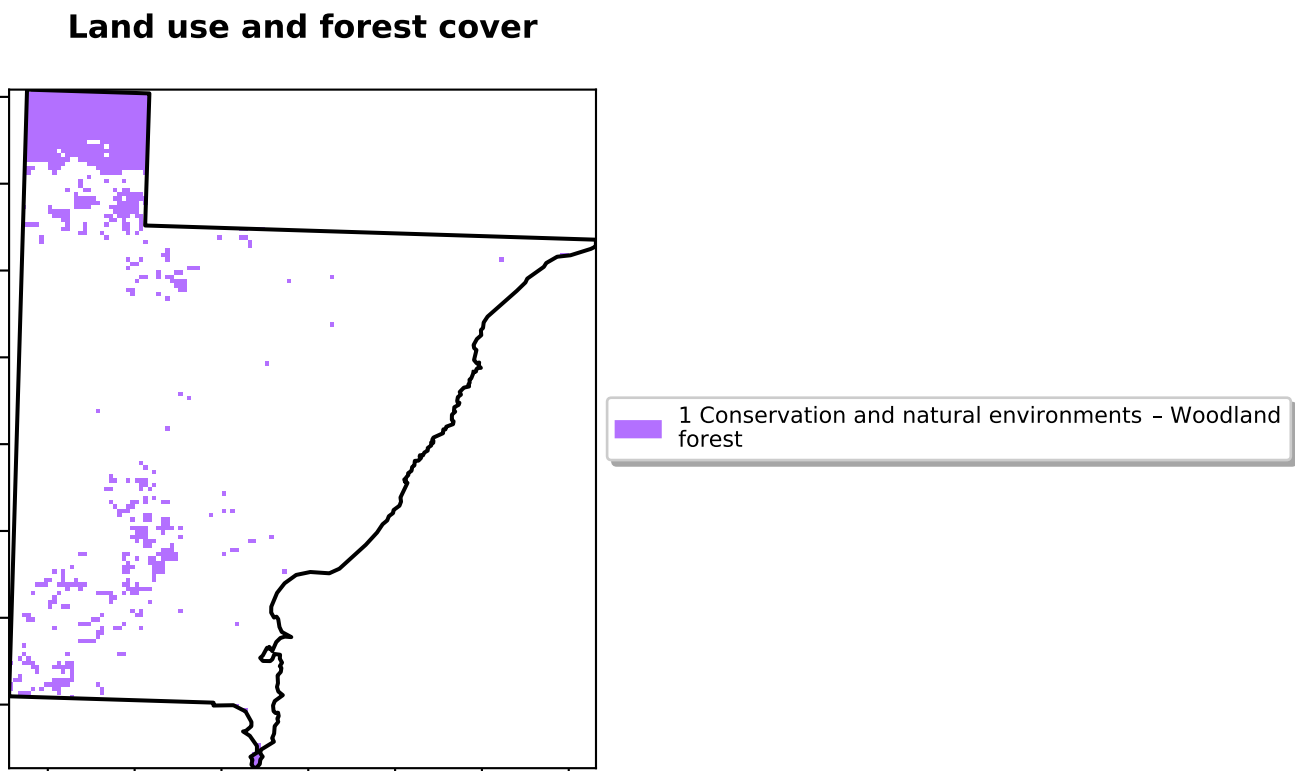 Land use and forest cover
1 Conservation and natural environments – Woodland
forest